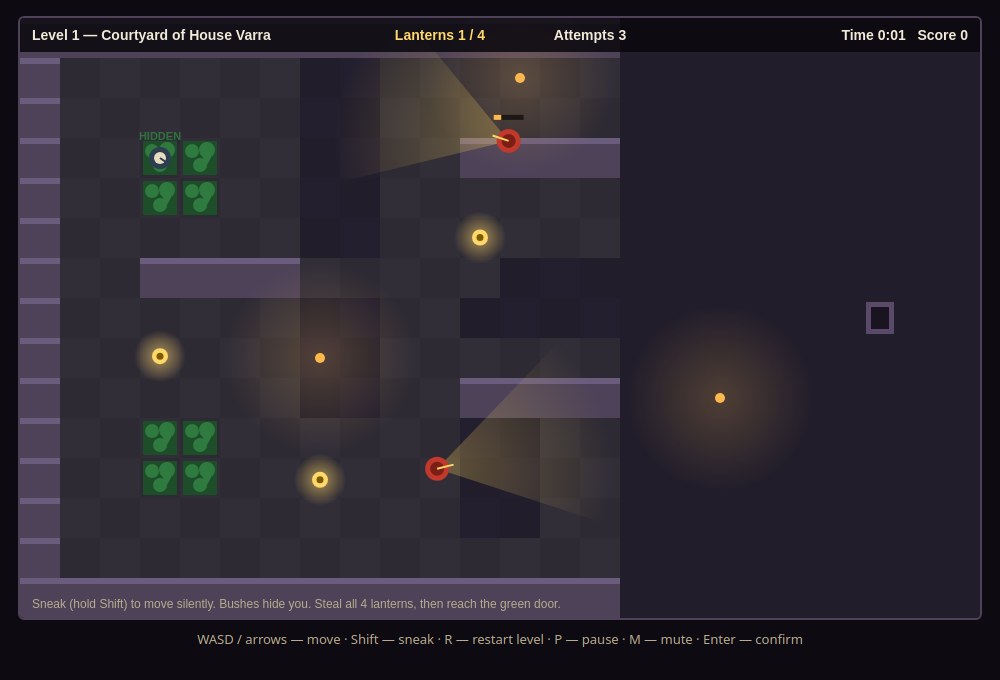 Level 1 — Courtyard of House Varra Lanterns 1 / 4 Attempts 3 Time 0:01 Score 0
HIDDEN
Sneak (hold Shift) to move silently. Bushes hide you. Steal all 4 lanterns, then reach the green door.
WASD / arrows — move · Shift — sneak · R — restart level · P — pause · M — mute · Enter — confirm